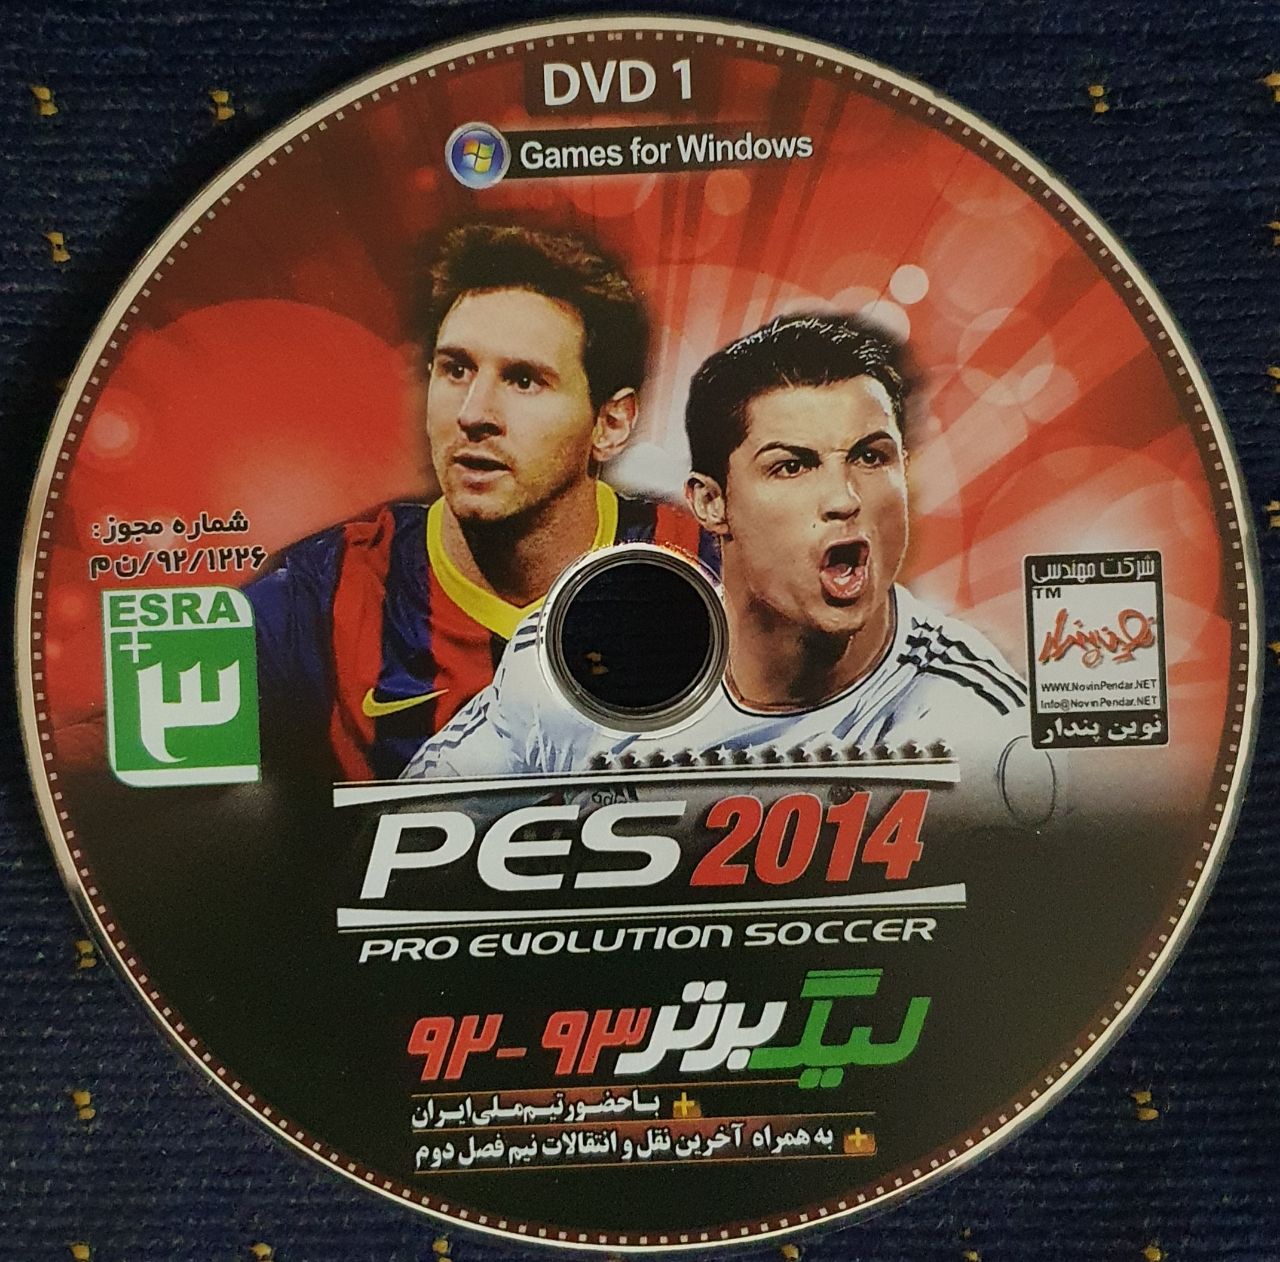 DVD 1
Games for Windows
شماره مجوز:
۹۲/۱۲۲۶/ن م
ESRA
+۳
شرکت مهندسی
TM
نوین پندار
WWW.NovinPendar.NET
Info@NovinPendar.NET
نوین پندار
PES 2014
PRO EVOLUTION SOCCER
لیگ برتر ۹۳ - ۹۲
+ با حضور تیم ملی ایران
+ به همراه آخرین نقل و انتقالات نیم فصل دوم